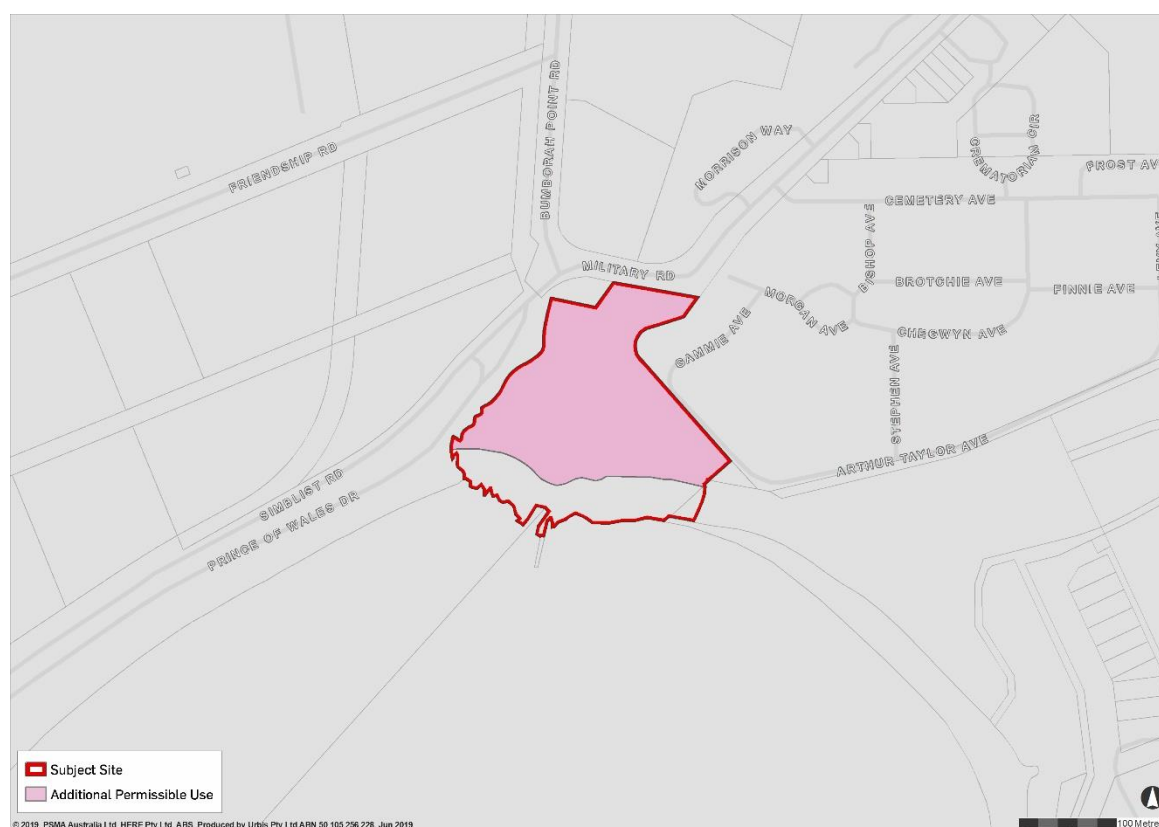 BUMBORAH POINT RD
FRIENDSHIP RD
MORRISON WAY
CREMATORIAM CIR
FROST AV
CEMETERY AVE
BISHOP AVE
MILITARY RD
BROTCHIE AVE
FINNIE AVE
MORGAN AVE
CHEGWYN AVE
GAMMIE AVE
STEPHEN AVE
ARTHUR TAYLOR AVE
SIMBLIST RD
PRINCE OF WALES DR
Subject Site
Additional Permissible Use
© 2019. PSMA Australia Ltd, HERE Pty Ltd. ABS. Produced by Urbis Pty Ltd ABN 50 105 256 228, Jun 2019
100 Metre